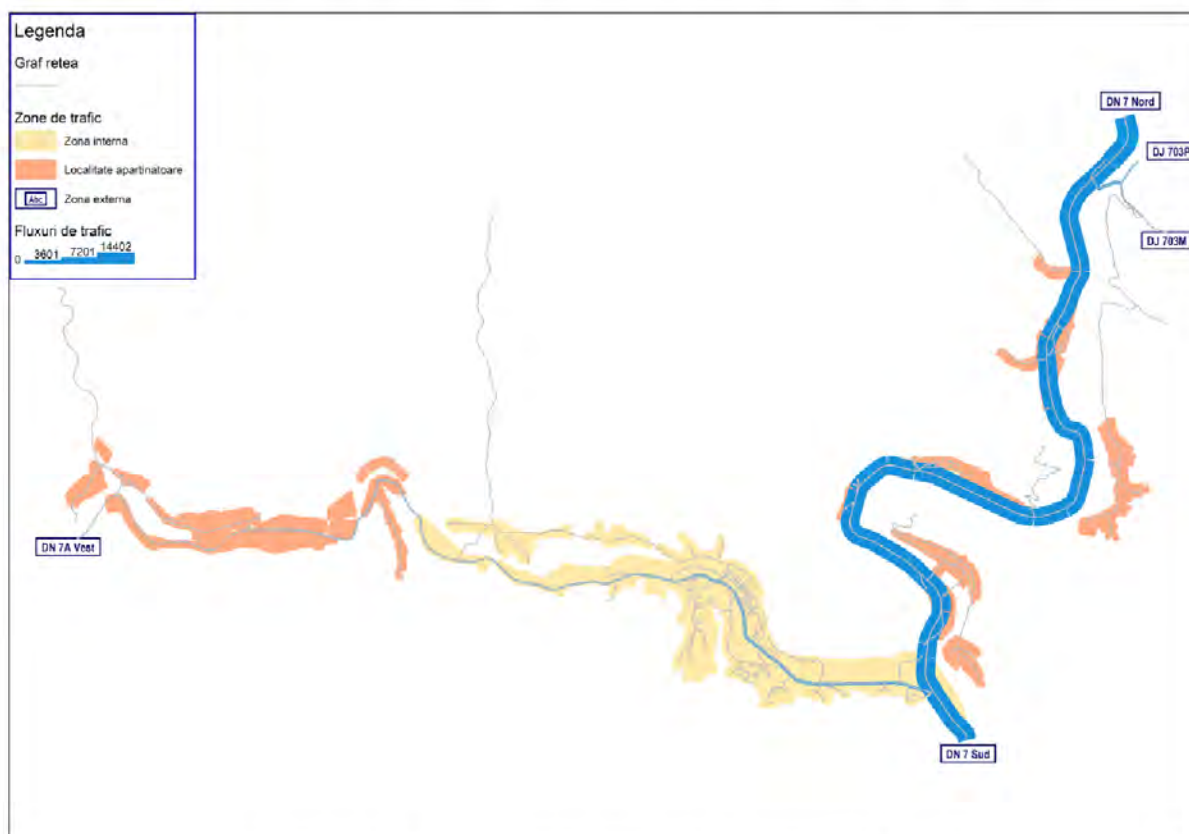 Legenda
Graf retea
Zone de trafic
Zona interna
Localitate apartinatoare
Abc Zona externa
Fluxuri de trafic
0 3601 7201 14402
DN 7 Nord
DJ 703P
DJ 703M
DN 7A Vest
DN 7 Sud